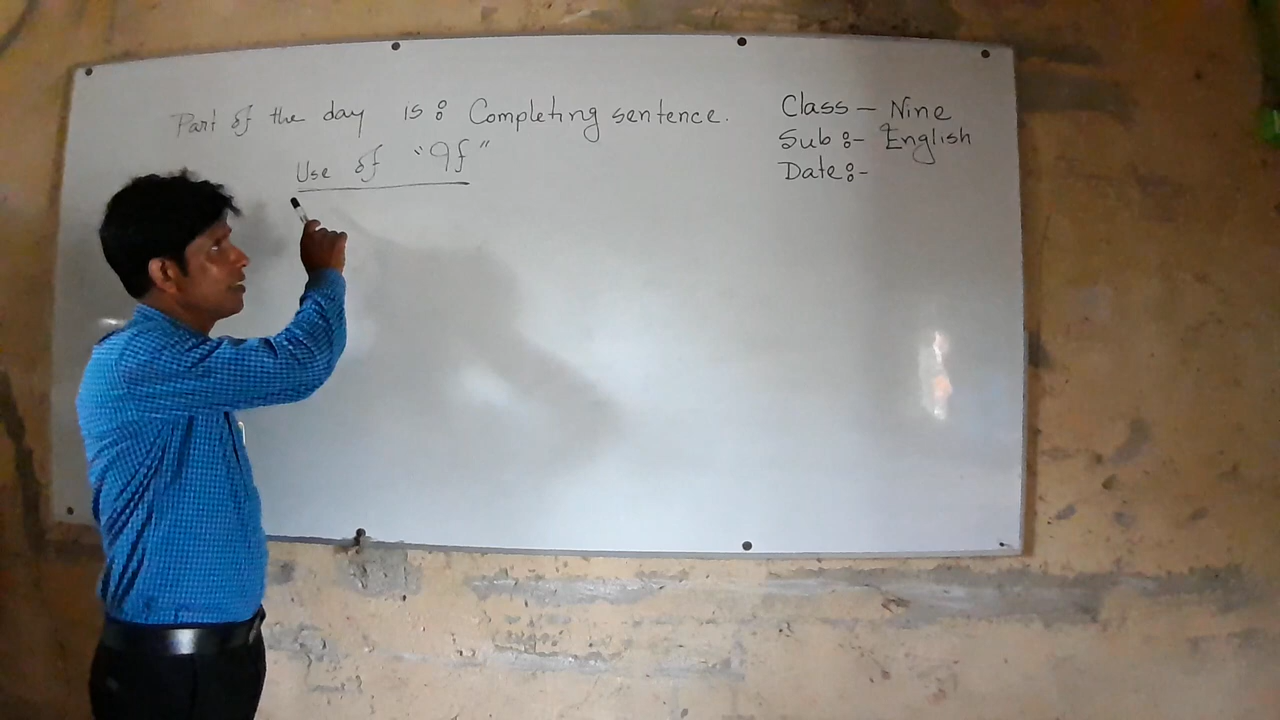 Part of the day is: Completing sentence.
Use of "If"
Class - Nine
Sub :- English
Date:-